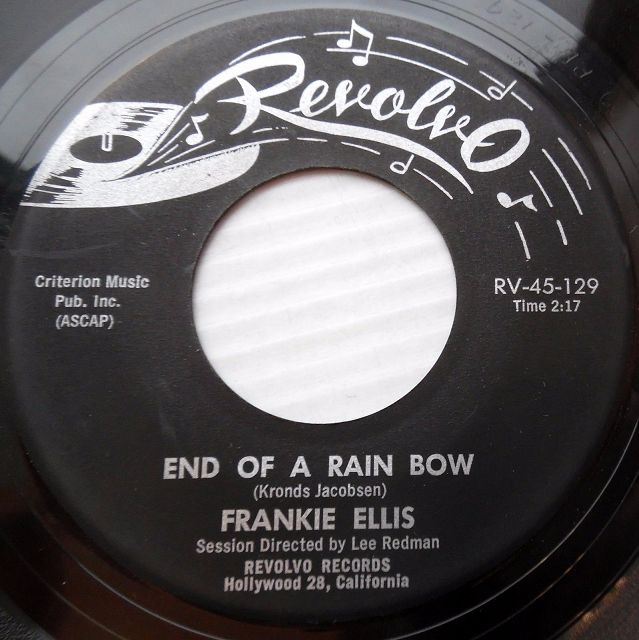 Revolvo
Criterion Music
Pub. Inc.
(ASCAP)
RV-45-129
Time 2:17
END OF A RAIN BOW
(Kronds Jacobsen)
FRANKIE ELLIS
Session Directed by Lee Redman
REVOLVO RECORDS
Hollywood 28, California